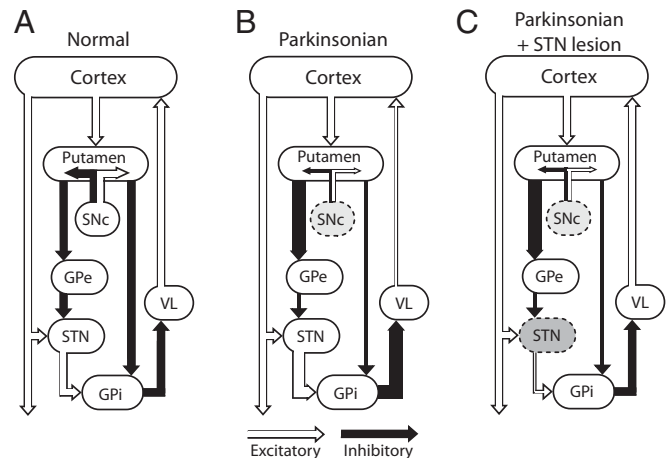 A
Normal
Cortex
Putamen
SNc
GPe
STN
VL
GPi
B
Parkinsonian
Cortex
Putamen
SNc
GPe
STN
VL
GPi
C
Parkinsonian
+ STN lesion
Cortex
Putamen
SNc
GPe
STN
VL
GPi
Excitatory
Inhibitory